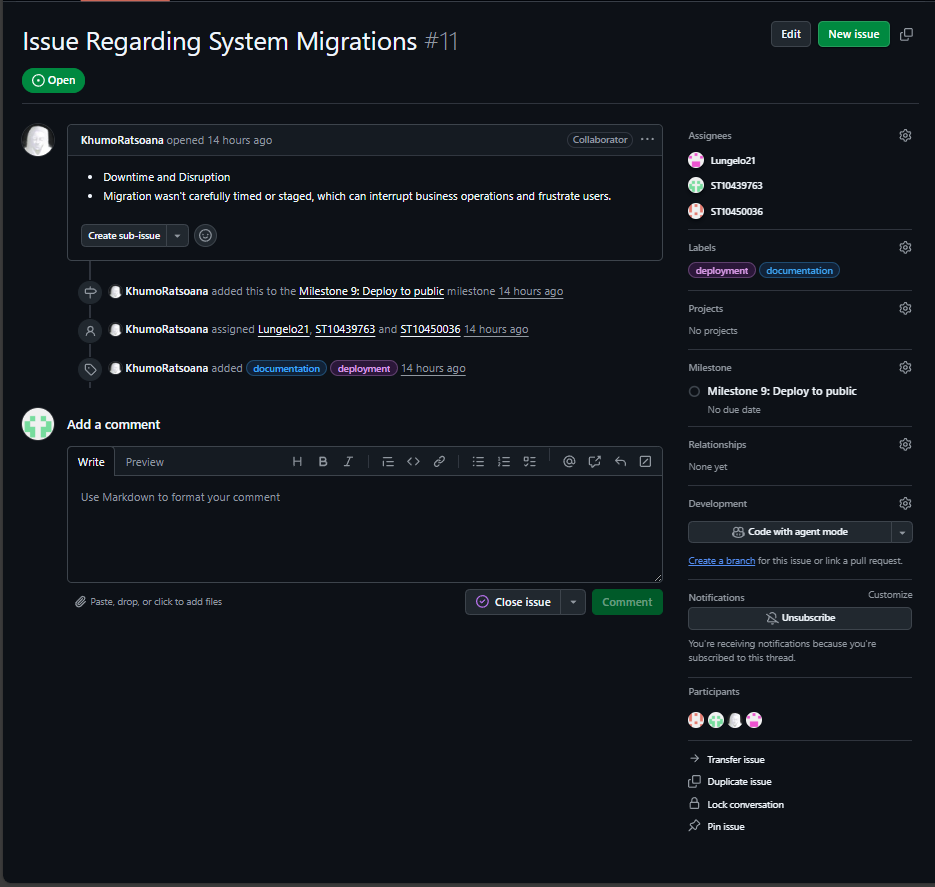 Issue Regarding System Migrations #11
Edit
New issue
Open
KhumoRatsoana opened 14 hours ago
Collaborator
Downtime and Disruption
Migration wasn't carefully timed or staged, which can interrupt business operations and frustrate users.
Create sub-issue
KhumoRatsoana added this to the Milestone 9: Deploy to public milestone 14 hours ago
KhumoRatsoana assigned Lungelo21, ST10439763 and ST10450036 14 hours ago
KhumoRatsoana added documentation deployment 14 hours ago
Add a comment
Write
Preview
Use Markdown to format your comment
Paste, drop, or click to add files
Close issue
Comment
Assignees
Lungelo21
ST10439763
ST10450036
Labels
deployment documentation
Projects
No projects
Milestone
Milestone 9: Deploy to public
No due date
Relationships
None yet
Development
Code with agent mode
Create a branch for this issue or link a pull request.
Notifications
Customize
Unsubscribe
You're receiving notifications because you're
subscribed to this thread.
Participants
Transfer issue
Duplicate issue
Lock conversation
Pin issue